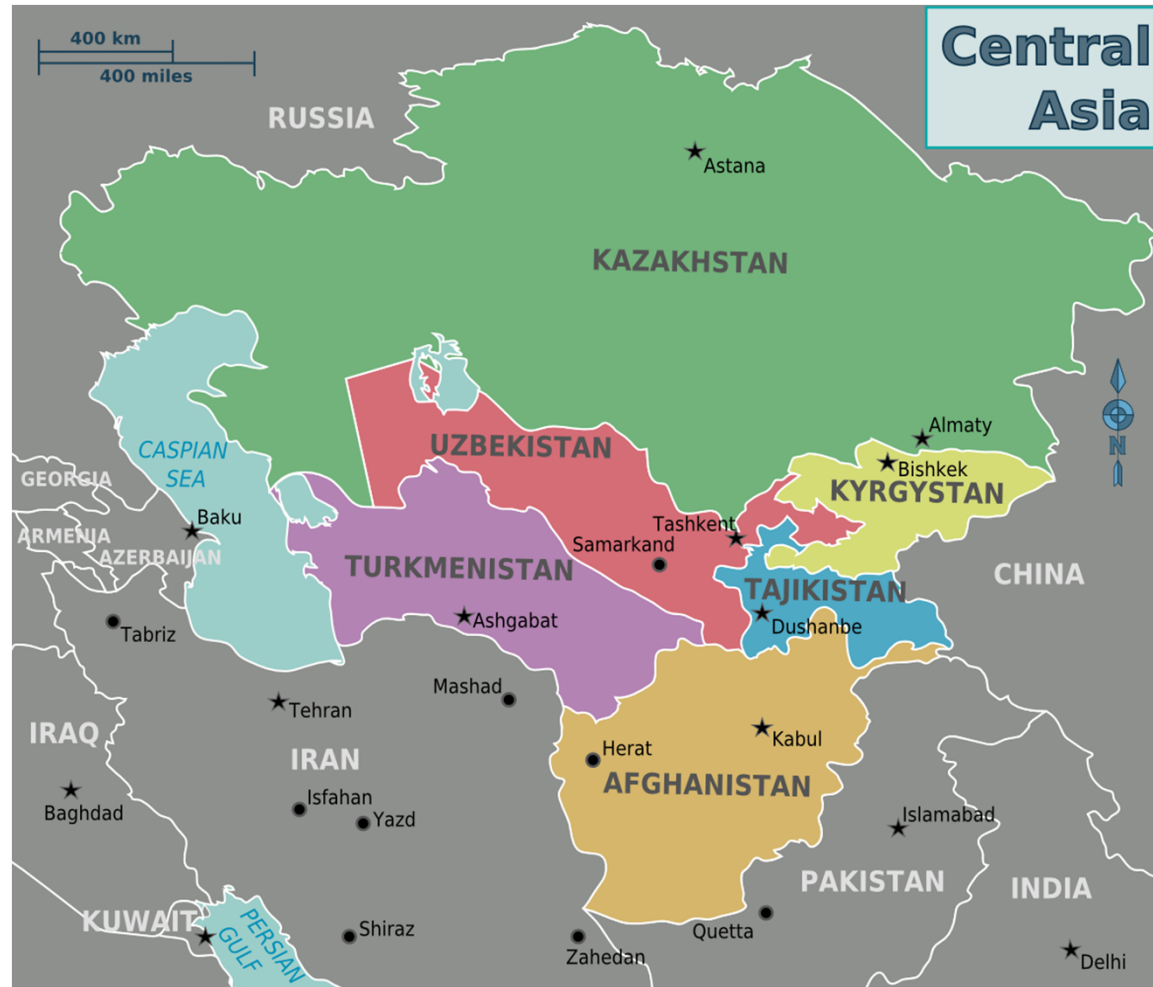 400 km
400 miles
Central
Asia
RUSSIA
Astana
KAZAKHSTAN
CASPIAN
SEA
UZBEKISTAN
Almaty
Bishkek
KYRGYSTAN
GEORGIA
ARMENIA
AZERBAIJAN
Baku
Tashkent
Samarkand
TURKMENISTAN
TAJIKISTAN
CHINA
N
Tabriz
Ashgabat
Dushanbe
Mashad
Tehran
IRAQ
IRAN
Herat
Kabul
AFGHANISTAN
Baghdad
Isfahan
Yazd
Islamabad
PAKISTAN
INDIA
KUWAIT
PERSIAN
GULF
Shiraz
Zahedan
Quetta
Delhi